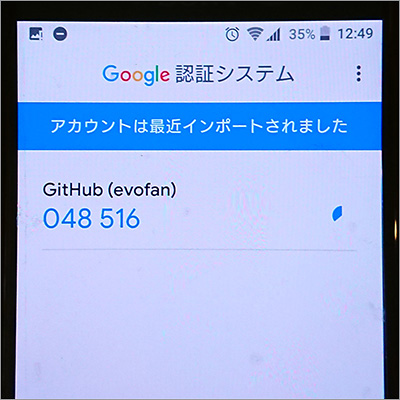 35% 12:49
Google 認証システム
アカウントは最近インポートされました
GitHub (evofan)
048 516